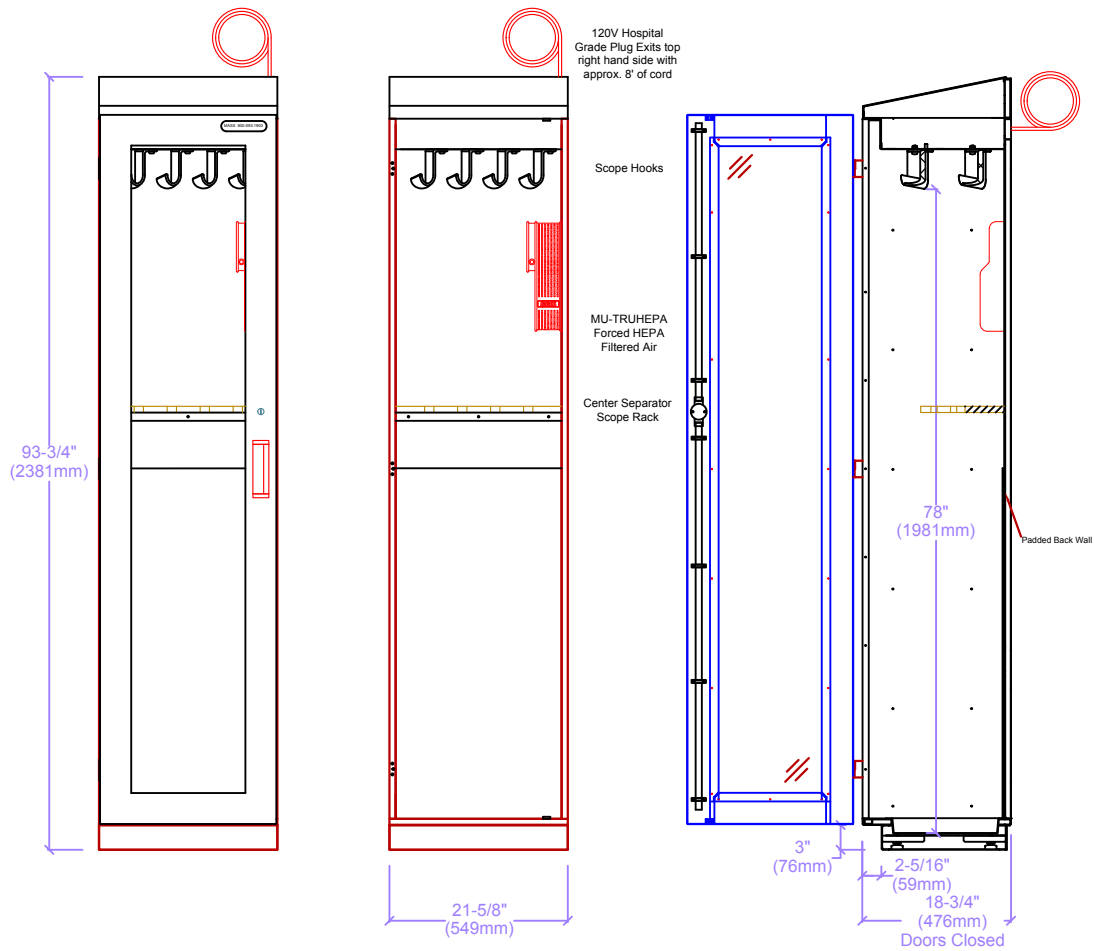 120V Hospital
Grade Plug Exits top
right hand side with
approx. 8' of cord
Scope Hooks
MU-TRUHEPA
Forced HEPA
Filtered Air
Center Separator
Scope Rack
93-3/4"
(2381mm)
78"
(1981mm)
Padded Back Wall
3"
(76mm)
2-5/16"
(59mm)
18-3/4"
(476mm)
Doors Closed
21-5/8"
(549mm)